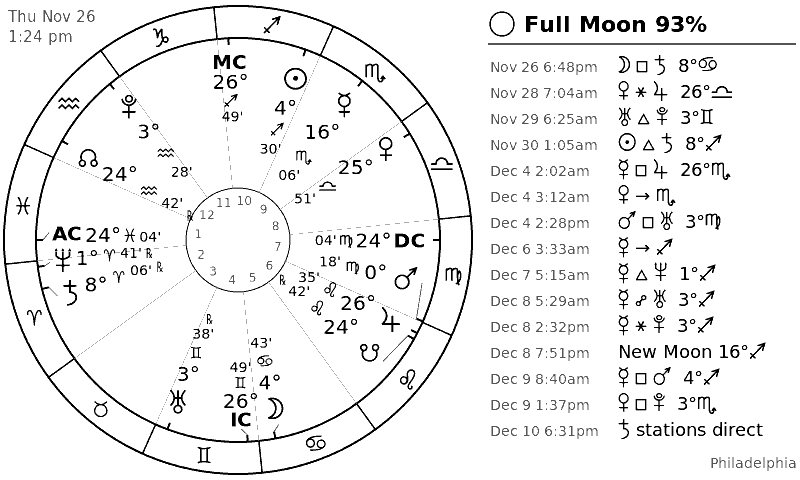 Thu Nov 26
1:24 pm
Full Moon 93%
Nov 26 6:48pm ☽ □ ♄ 8°♋
Nov 28 7:04am ♀ ⚹ ♃ 26°♎
Nov 29 6:25am ♅ △ ♇ 3°♊
Nov 30 1:05am ☉ △ ♄ 8°♐
Dec 4 2:02am ☿ □ ♃ 26°♏
Dec 4 3:12am ♀ → ♏
Dec 4 2:28pm ♂ □ ♅ 3°♍
Dec 6 3:33am ☿ → ♐
Dec 7 5:15am ☿ △ ♆ 1°♐
Dec 8 5:29am ☿ ☍ ♅ 3°♐
Dec 8 2:32pm ☿ ⚹ ♇ 3°♐
Dec 8 7:51pm New Moon 16°♐
Dec 9 8:40am ☿ □ ♂ 4°♐
Dec 9 1:37pm ♀ □ ♇ 3°♏
Dec 10 6:31pm ♄ stations direct
Philadelphia
♑
♐
♏
♎
♍
♌
♋
♊
♉
♈
♓
♒
MC
26°
♐
49'
☉
4°
♐
30'
☿
16°
♏
06'
♀
25°
♎
51'
♇
3°
♒
28'
☊
24°
♒
42'
℞
AC 24° ♓ 04'
♆ 1° ♈ 41' ℞
♄ 8° ♈ 06' ℞
04' ♍ 24° DC
18' ♍ 0° ♂
35' ♌ 26° ♃
℞ 42' ♌ 24° ☋
℞
38'
♊
3°
♅
49'
♊
26°
IC
43'
♋
4°
☽
12
11
10
9
8
7
6
5
4
3
2
1